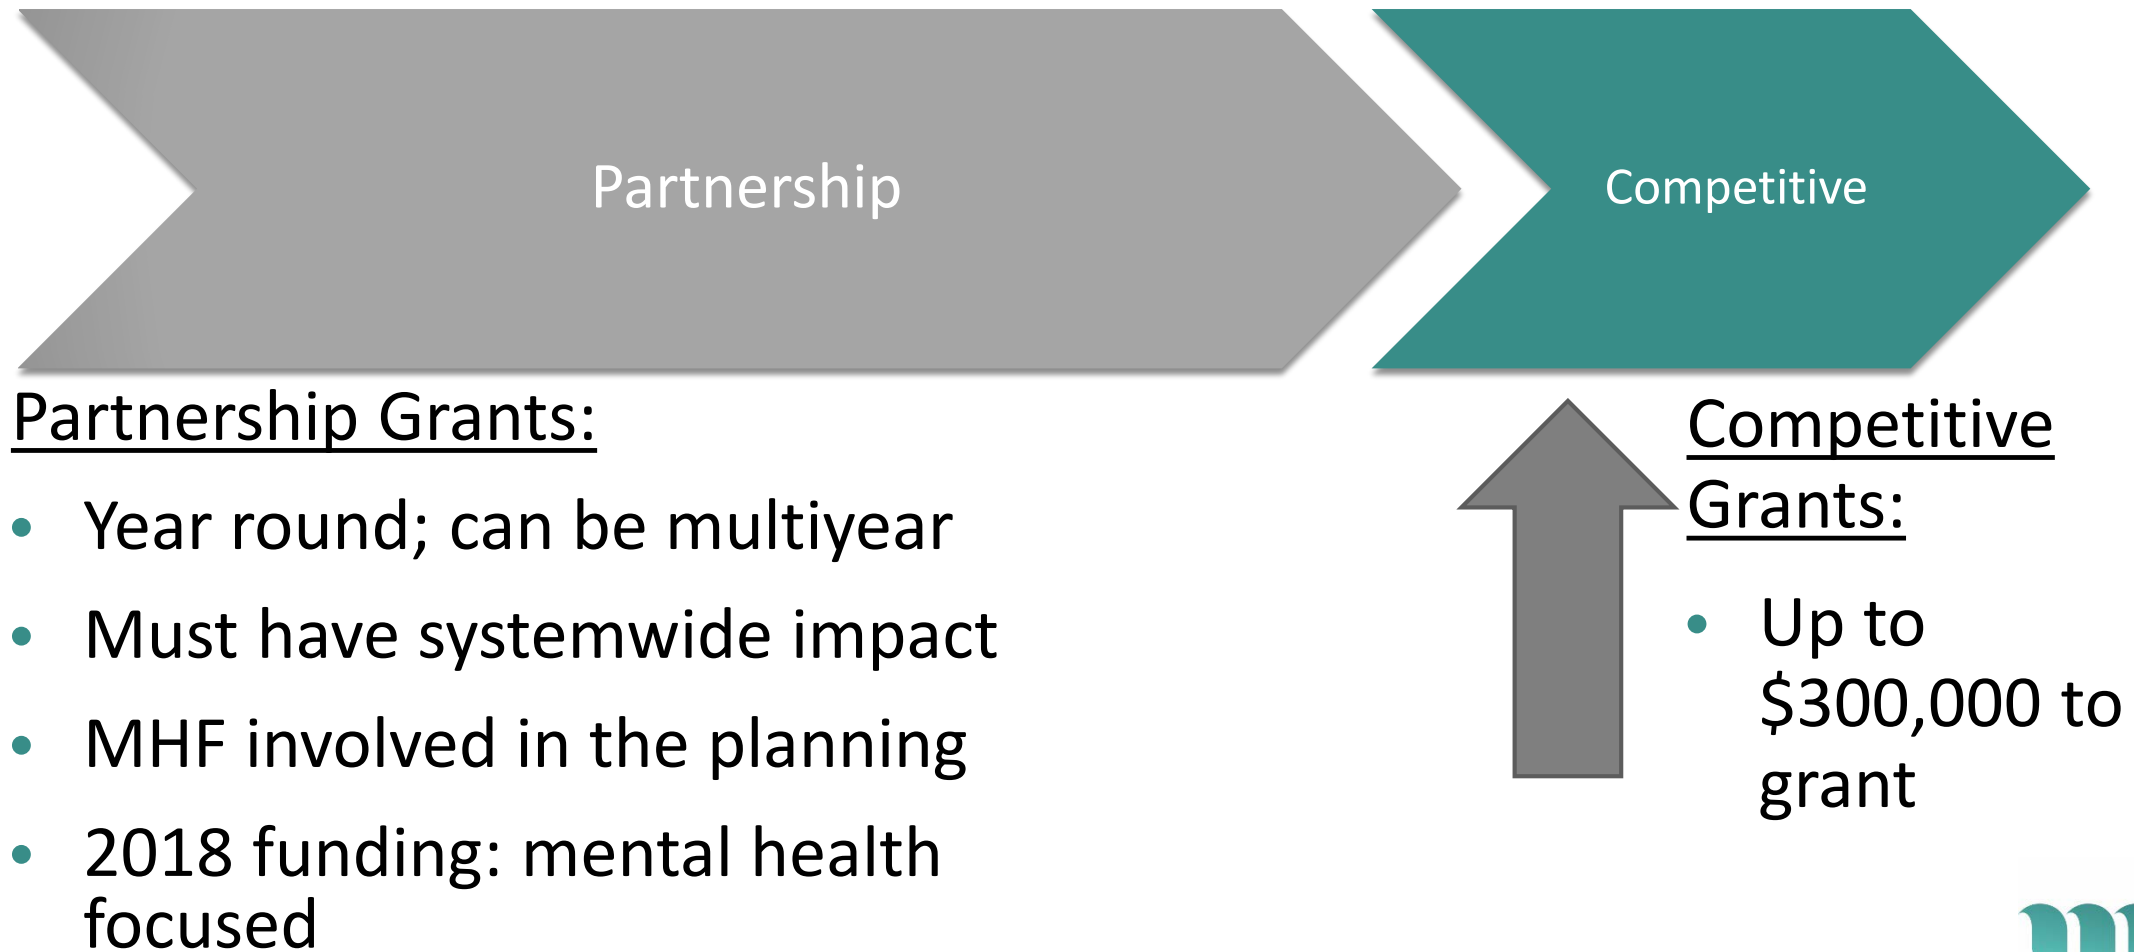 Partnership
Competitive
Partnership Grants:
• Year round; can be multiyear
• Must have systemwide impact
• MHF involved in the planning
• 2018 funding: mental health
focused
Competitive
Grants:
• Up to
$300,000 to
grant